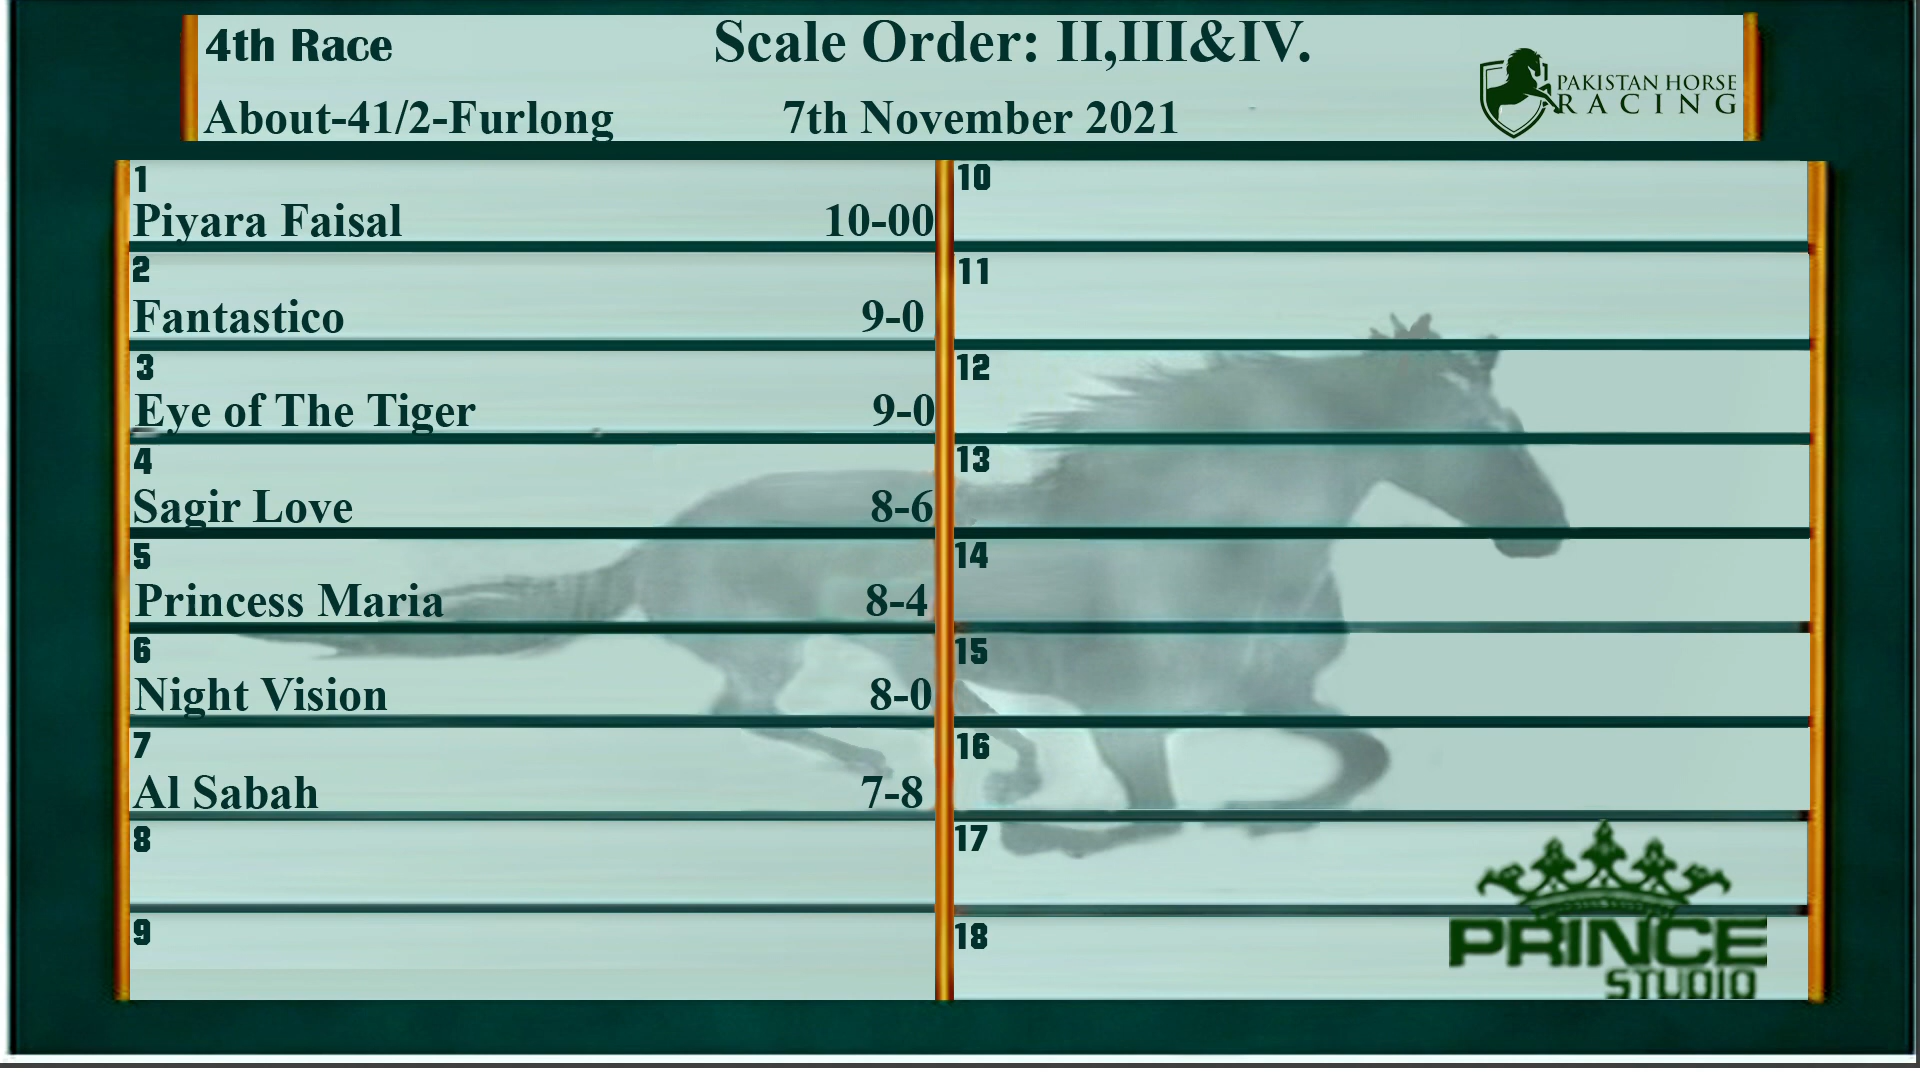 4th Race
Scale Order: II,III&IV.
About-41/2-Furlong
7th November 2021
PAKISTAN HORSE
RACING
1
Piyara Faisal 10-00
2
Fantastico 9-0
3
Eye of The Tiger 9-0
4
Sagir Love 8-6
5
Princess Maria 8-4
6
Night Vision 8-0
7
Al Sabah 7-8
8
9
10
11
12
13
14
15
16
17
18
PRINCE
STUDIO